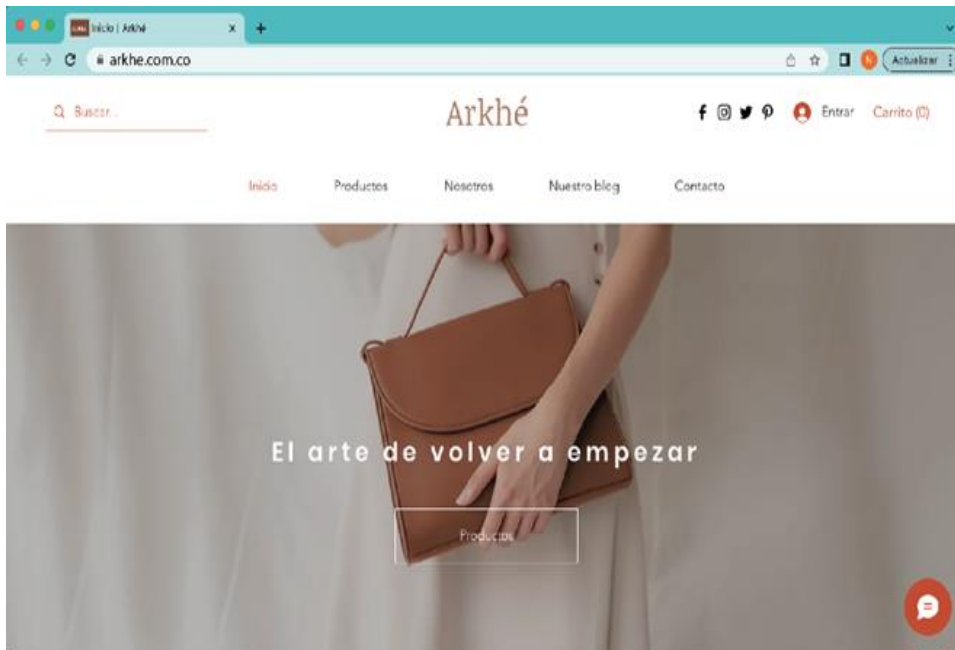 Inicio | Arkhé
arkhe.com.co
Actualizar
Buscar...
Arkhé
Entrar
Carrito (0)
Inicio
Productos
Nosotros
Nuestro blog
Contacto
El arte de volver a empezar
Productos